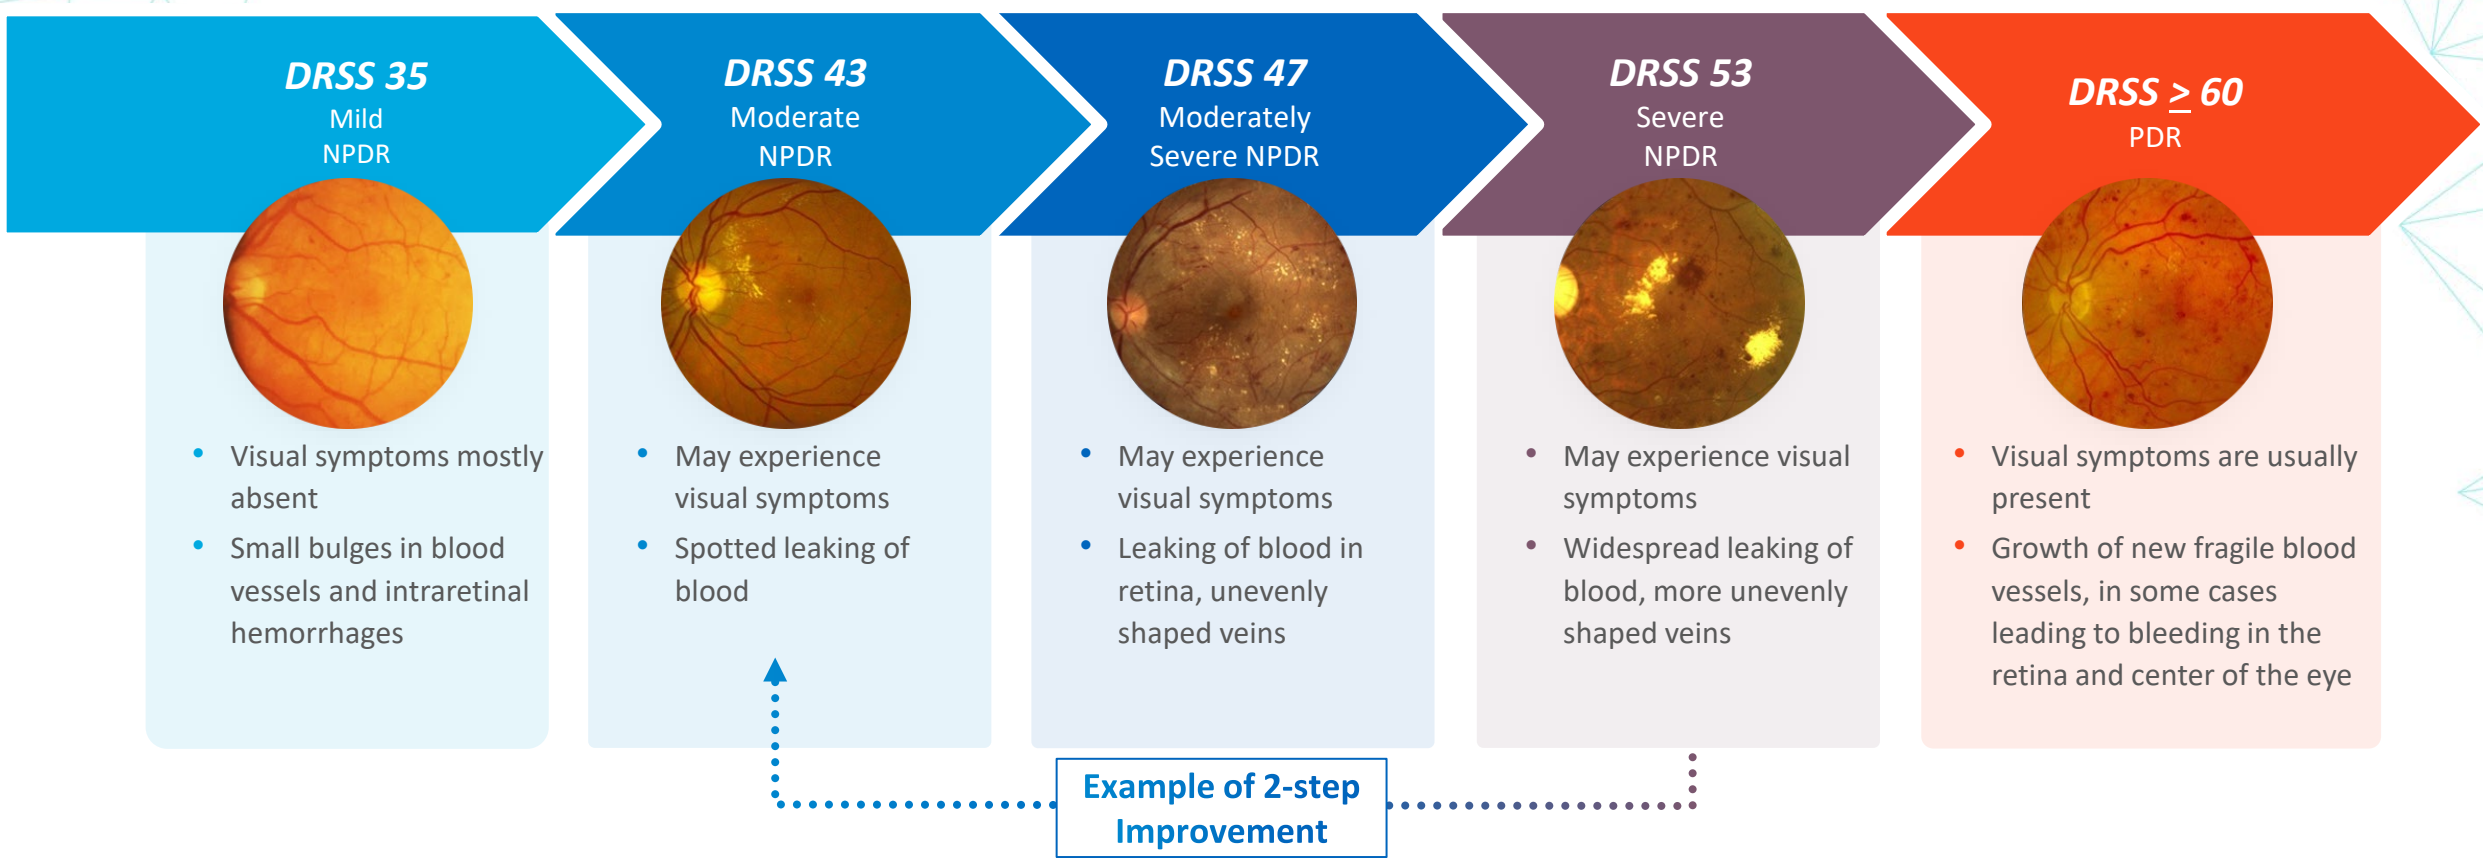 DRSS 35
Mild
NPDR
DRSS 43
Moderate
NPDR
DRSS 47
Moderately
Severe NPDR
DRSS 53
Severe
NPDR
DRSS ≥ 60
PDR
• Visual symptoms mostly
absent
• Small bulges in blood
vessels and intraretinal
hemorrhages
• May experience
visual symptoms
• Spotted leaking of
blood
• May experience
visual symptoms
• Leaking of blood in
retina, unevenly
shaped veins
• May experience visual
symptoms
• Widespread leaking of
blood, more unevenly
shaped veins
• Visual symptoms are usually
present
• Growth of new fragile blood
vessels, in some cases
leading to bleeding in the
retina and center of the eye
Example of 2-step
Improvement